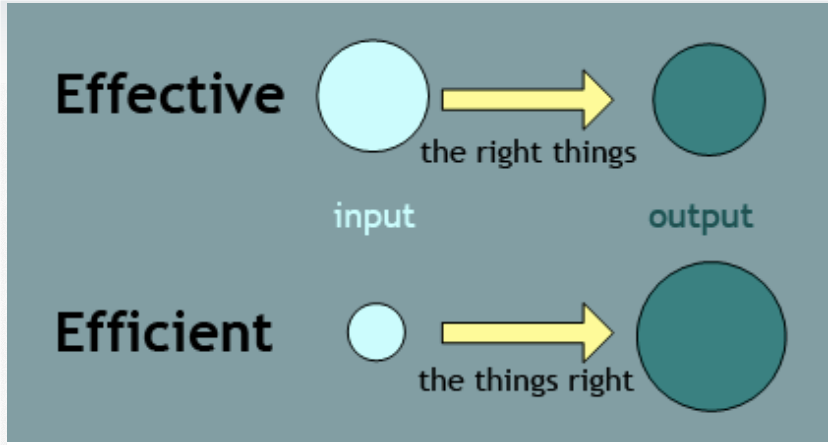 Effective
the right things
input
output
Efficient
the things right